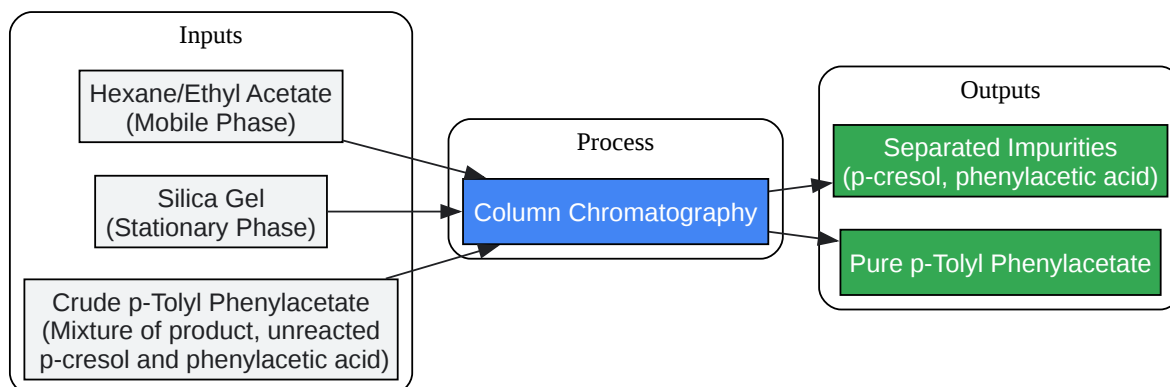 Inputs
Hexane/Ethyl Acetate
(Mobile Phase)
Silica Gel
(Stationary Phase)
Crude p-Tolyl Phenylacetate
(Mixture of product, unreacted
p-cresol and phenylacetic acid)
Process
Column Chromatography
Outputs
Separated Impurities
(p-cresol, phenylacetic acid)
Pure p-Tolyl Phenylacetate